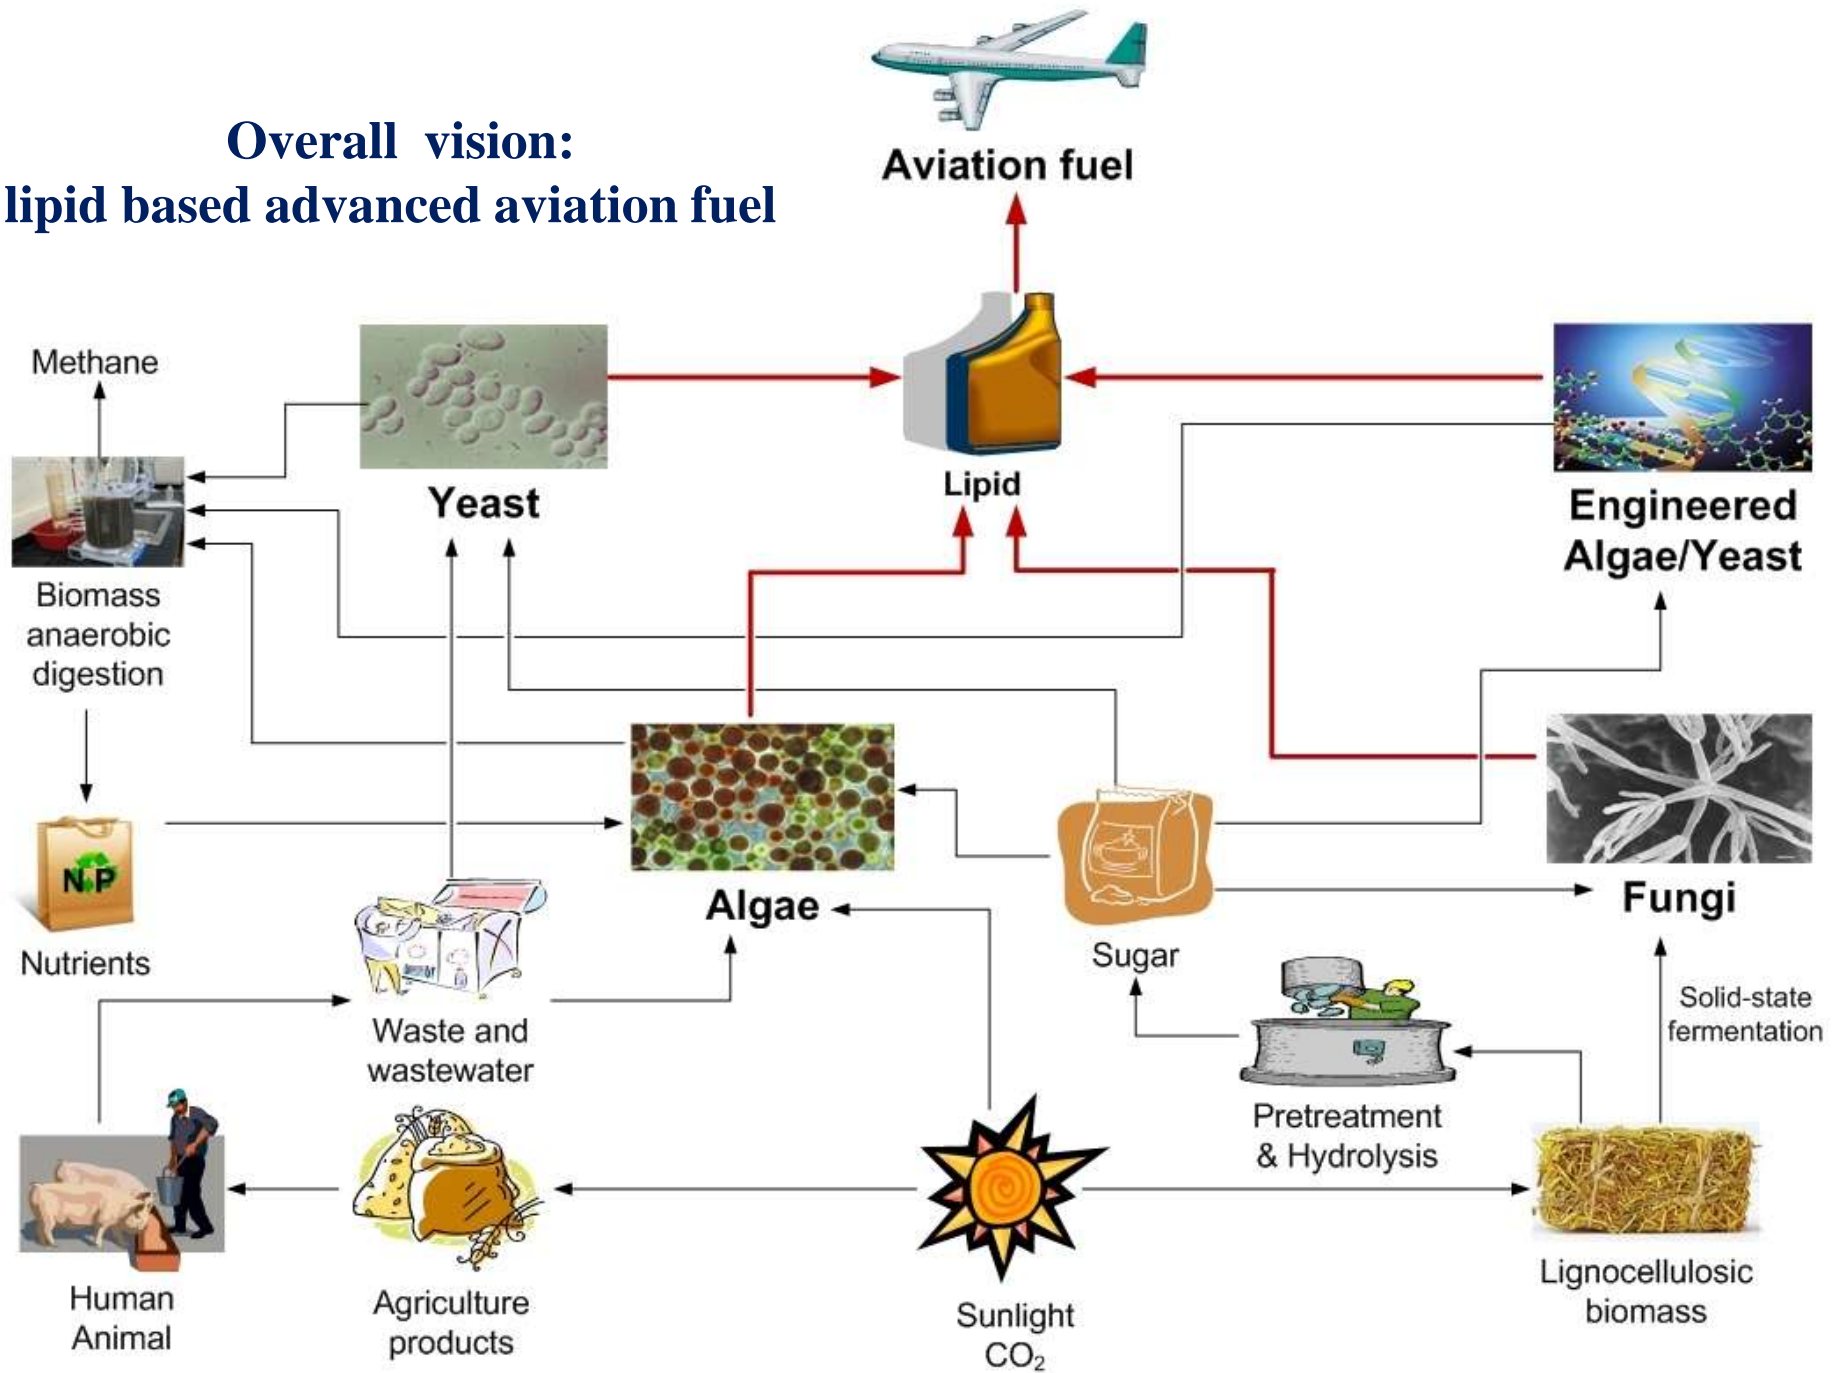 Overall vision:
lipid based advanced aviation fuel
Aviation fuel
Methane
Yeast
Lipid
Engineered
Algae/Yeast
Biomass
anaerobic
digestion
N P
Nutrients
Algae
Sugar
Fungi
Solid-state
fermentation
Waste and
wastewater
Pretreatment
& Hydrolysis
Human
Animal
Agriculture
products
Sunlight
CO₂
Lignocellulosic
biomass